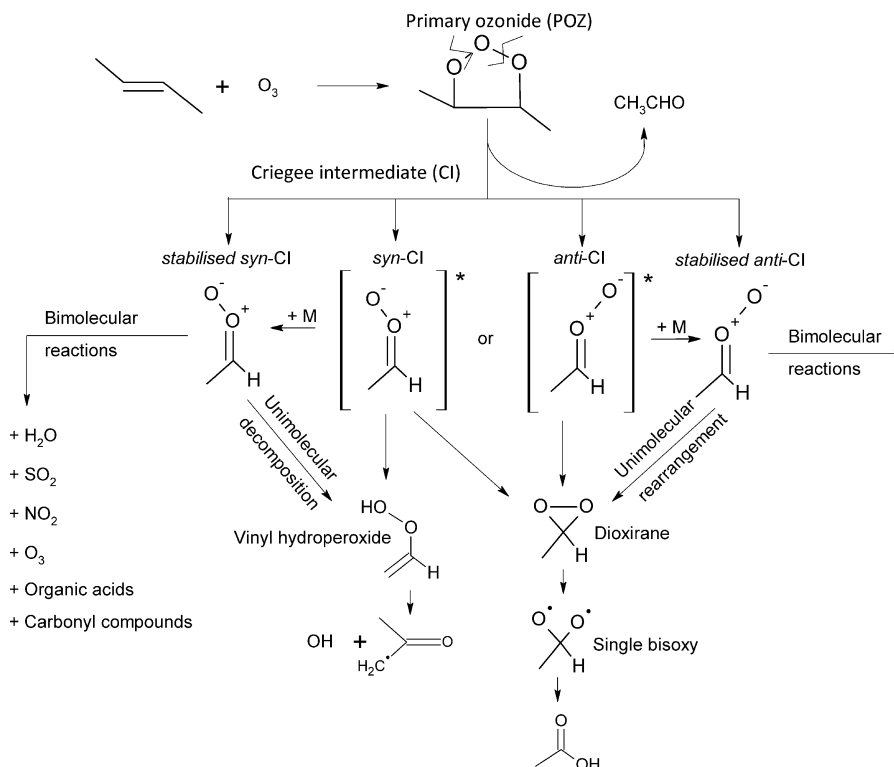 Primary ozonide (POZ)
O
O
O
+ O3
CH3CHO
Criegee intermediate (CI)
stabilised syn-CI
syn-CI
anti-CI
stabilised anti-CI
*
*
O-
O+
H
O-
O+
H
O-
O+
H
O-
O+
H
+ M
or
+ M
Bimolecular
reactions
Bimolecular
reactions
Unimolecular
decomposition
Unimolecular
rearrangement
+ H2O
+ SO2
+ NO2
+ O3
+ Organic acids
+ Carbonyl compounds
HO
O
H
Vinyl hydroperoxide
O
O
H
Dioxirane
OH + H2C• O
O• O•
H
Single bisoxy
O
OH